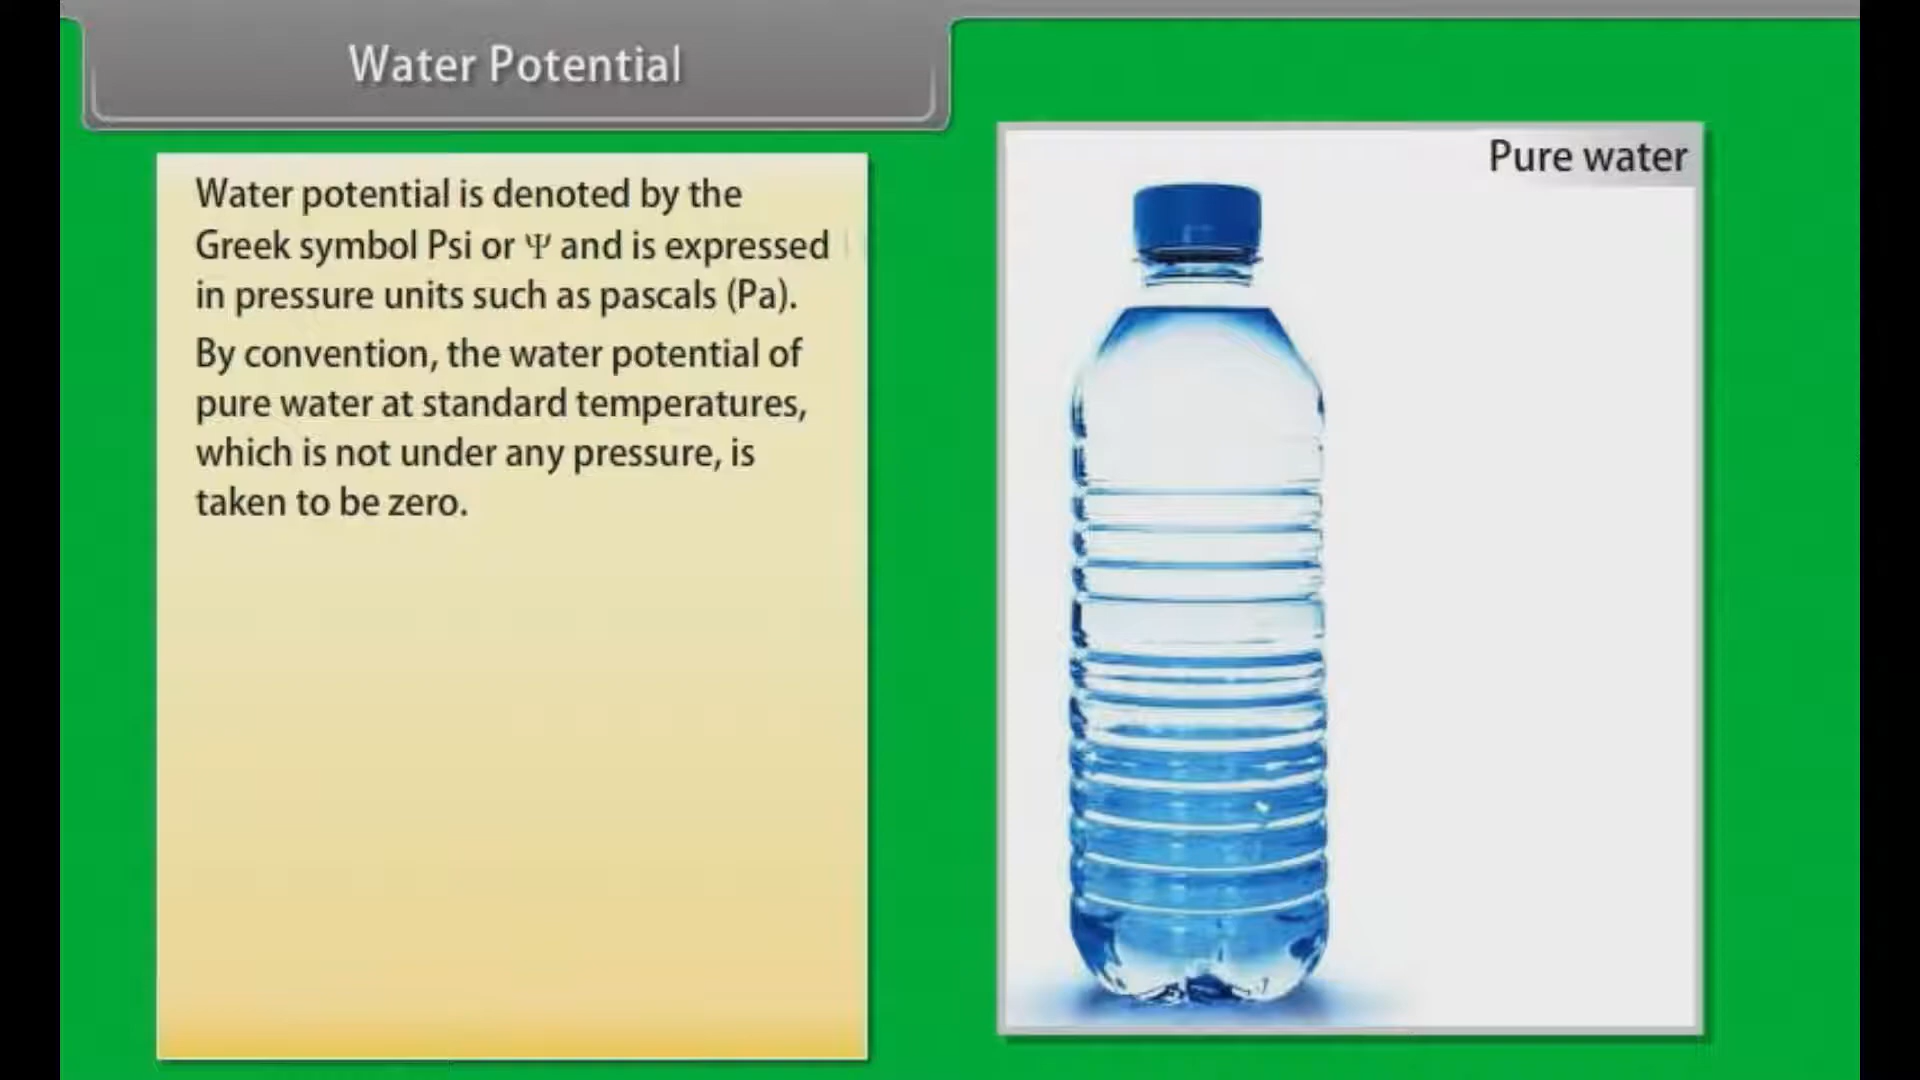 Water Potential
Water potential is denoted by the
Greek symbol Psi or Ψ and is expressed
in pressure units such as pascals (Pa).
By convention, the water potential of
pure water at standard temperatures,
which is not under any pressure, is
taken to be zero.
Pure water